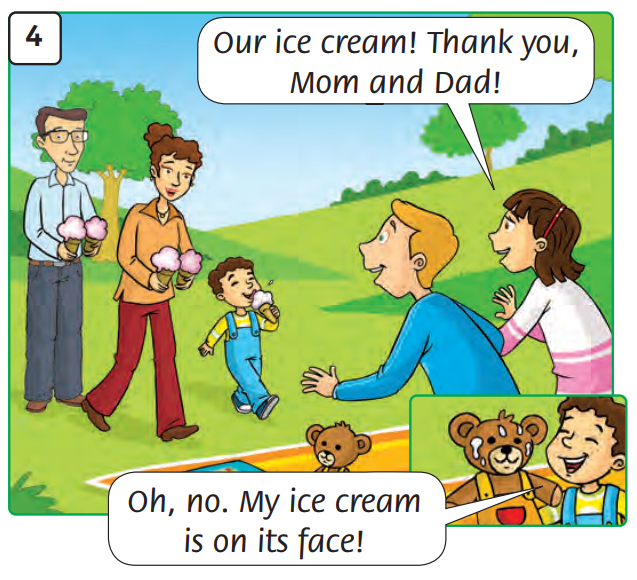 4
Our ice cream! Thank you,
Mom and Dad!
Oh, no. My ice cream
is on its face!